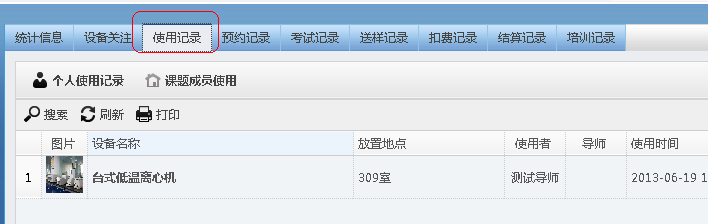 统计信息 设备关注 使用记录 预约记录 考试记录 送样记录 扣费记录 结算记录 培训记录
个人使用记录 课题成员使用
搜索 刷新 打印
图片 设备名称 放置地点 使用者 导师 使用时间
1 台式低温离心机 309室 测试导师 2013-06-19 1